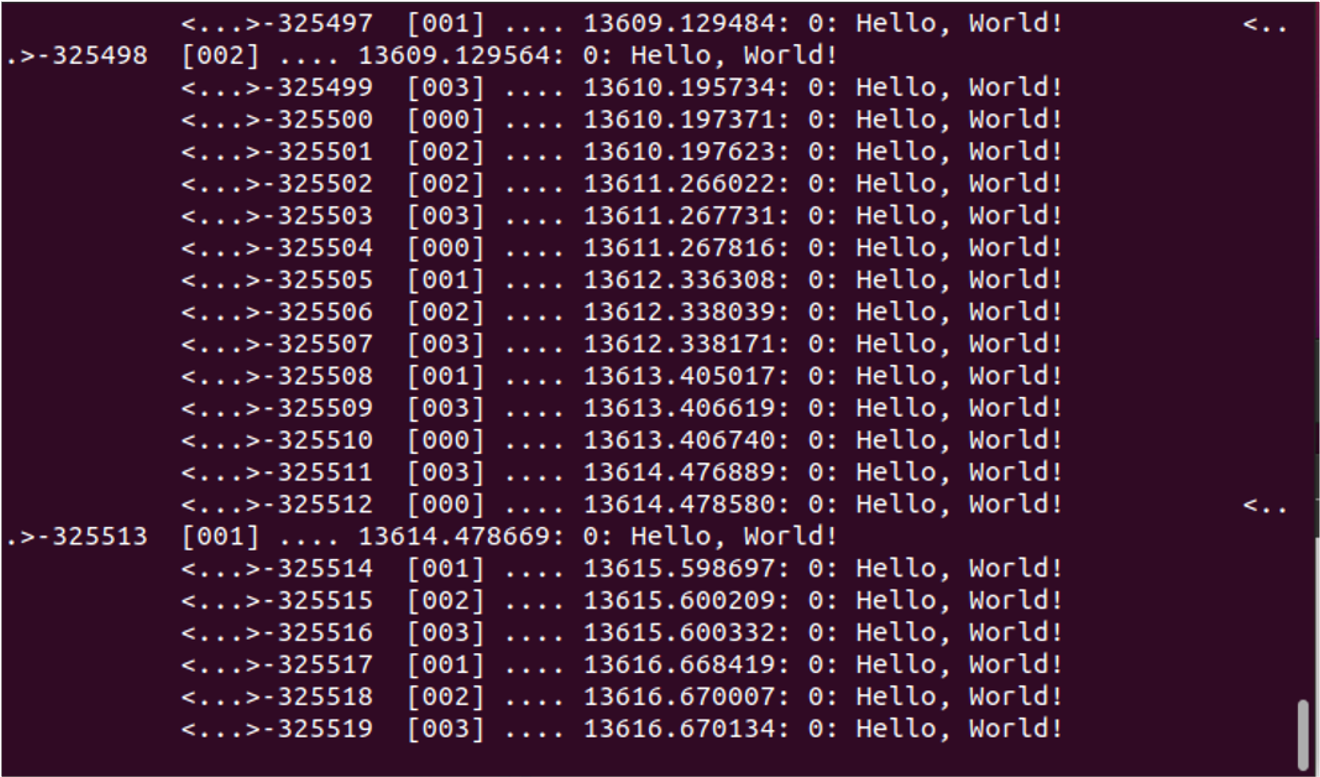 <...>-325497  [001] .... 13609.129484: 0: Hello, World!                <..
.>-325498  [002] .... 13609.129564: 0: Hello, World!
<...>-325499  [003] .... 13610.195734: 0: Hello, World!
<...>-325500  [000] .... 13610.197371: 0: Hello, World!
<...>-325501  [002] .... 13610.197623: 0: Hello, World!
<...>-325502  [002] .... 13611.266022: 0: Hello, World!
<...>-325503  [003] .... 13611.267731: 0: Hello, World!
<...>-325504  [000] .... 13611.267816: 0: Hello, World!
<...>-325505  [001] .... 13612.336308: 0: Hello, World!
<...>-325506  [002] .... 13612.338039: 0: Hello, World!
<...>-325507  [003] .... 13612.338171: 0: Hello, World!
<...>-325508  [001] .... 13613.405017: 0: Hello, World!
<...>-325509  [003] .... 13613.406619: 0: Hello, World!
<...>-325510  [000] .... 13613.406740: 0: Hello, World!
<...>-325511  [003] .... 13614.476889: 0: Hello, World!
<...>-325512  [000] .... 13614.478580: 0: Hello, World!                <..
.>-325513  [001] .... 13614.478669: 0: Hello, World!
<...>-325514  [001] .... 13615.598697: 0: Hello, World!
<...>-325515  [002] .... 13615.600209: 0: Hello, World!
<...>-325516  [003] .... 13615.600332: 0: Hello, World!
<...>-325517  [001] .... 13616.668419: 0: Hello, World!
<...>-325518  [002] .... 13616.670007: 0: Hello, World!
<...>-325519  [003] .... 13616.670134: 0: Hello, World!